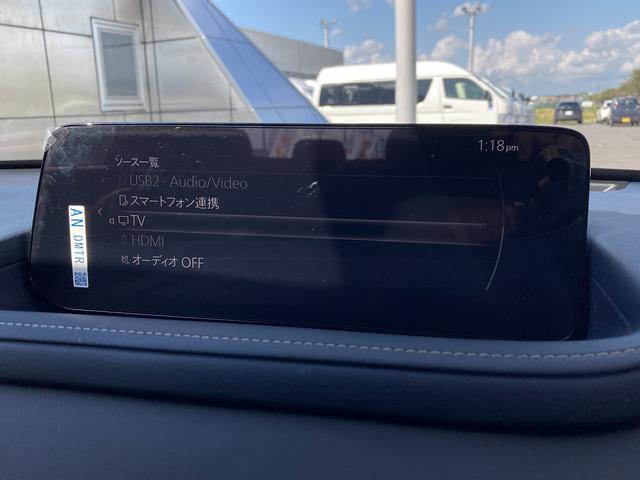 1:18pm
ソース一覧
USB2 - Audio/Video
スマートフォン連携
TV
HDMI
オーディオ OFF
AN DMTR